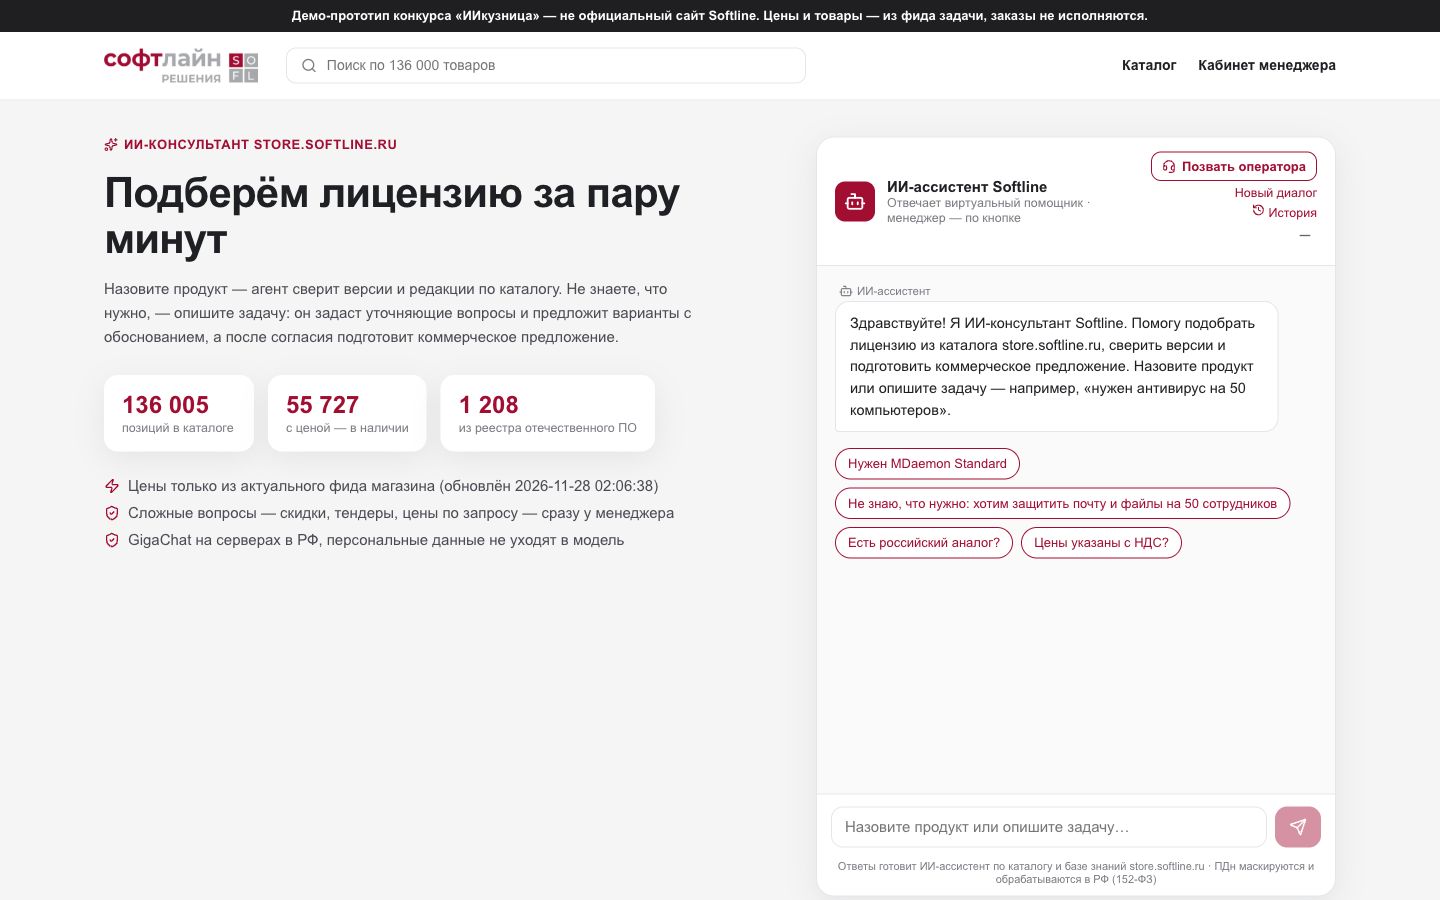 Демо-прототип конкурса «ИИкузница» — не официальный сайт Softline. Цены и товары — из фида задачи, заказы не исполняются.
софтлайн
РЕШЕНИЯ
SO
FL
Поиск по 136 000 товаров
Каталог
Кабинет менеджера
ИИ-КОНСУЛЬТАНТ STORE.SOFTLINE.RU
Подберём лицензию за пару
минут
Назовите продукт — агент сверит версии и редакции по каталогу. Не знаете, что
нужно, — опишите задачу: он задаст уточняющие вопросы и предложит варианты с
обоснованием, а после согласия подготовит коммерческое предложение.
136 005
позиций в каталоге
55 727
с ценой — в наличии
1 208
из реестра отечественного ПО
Цены только из актуального фида магазина (обновлён 2026-11-28 02:06:38)
Сложные вопросы — скидки, тендеры, цены по запросу — сразу у менеджера
GigaChat на серверах в РФ, персональные данные не уходят в модель
ИИ-ассистент Softline
Отвечает виртуальный помощник ·
менеджер — по кнопке
Позвать оператора
Новый диалог
История
—
ИИ-ассистент
Здравствуйте! Я ИИ-консультант Softline. Помогу подобрать
лицензию из каталога store.softline.ru, сверить версии и
подготовить коммерческое предложение. Назовите продукт
или опишите задачу — например, «нужен антивирус на 50
компьютеров».
Нужен MDaemon Standard
Не знаю, что нужно: хотим защитить почту и файлы на 50 сотрудников
Есть российский аналог?
Цены указаны с НДС?
Назовите продукт или опишите задачу…
Ответы готовит ИИ-ассистент по каталогу и базе знаний store.softline.ru · ПДн маскируются и
обрабатываются в РФ (152-ФЗ)